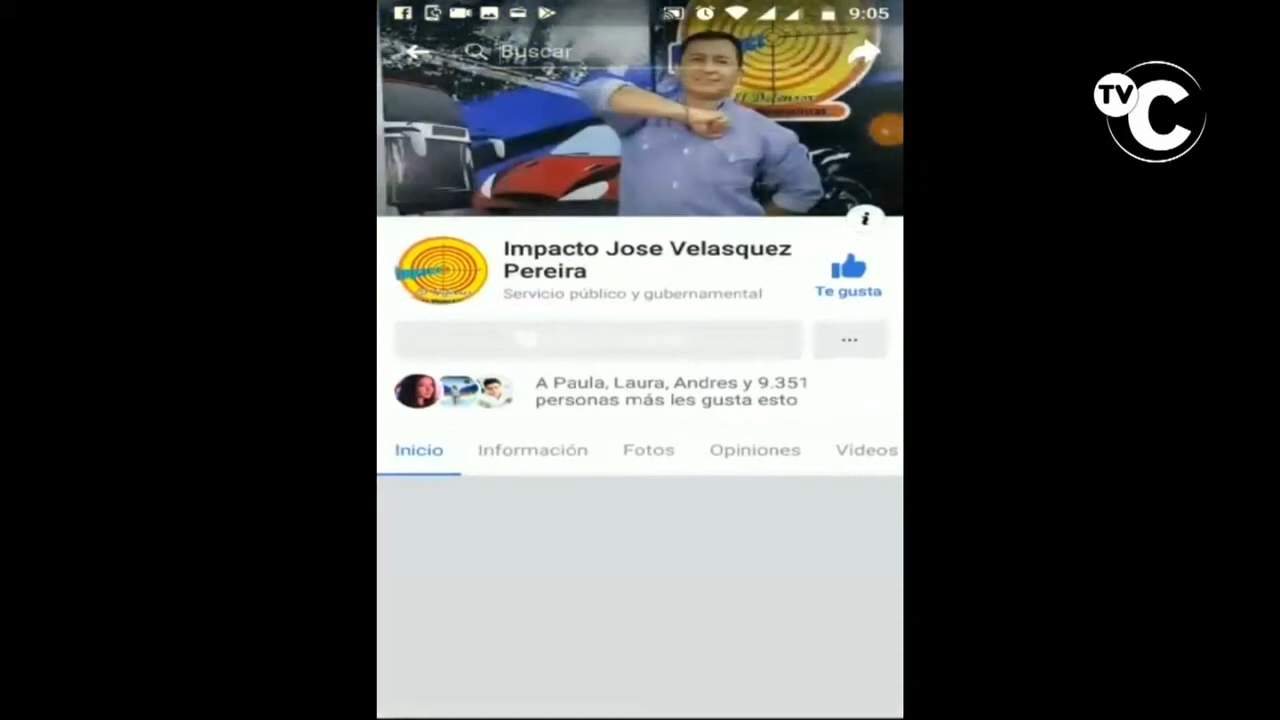 9:05
Buscar
TV
C
Impacto Jose Velasquez
Pereira
Servicio público y gubernamental
Te gusta
A Paula, Laura, Andres y 9.351
personas más les gusta esto
Inicio Información Fotos Opiniones Videos